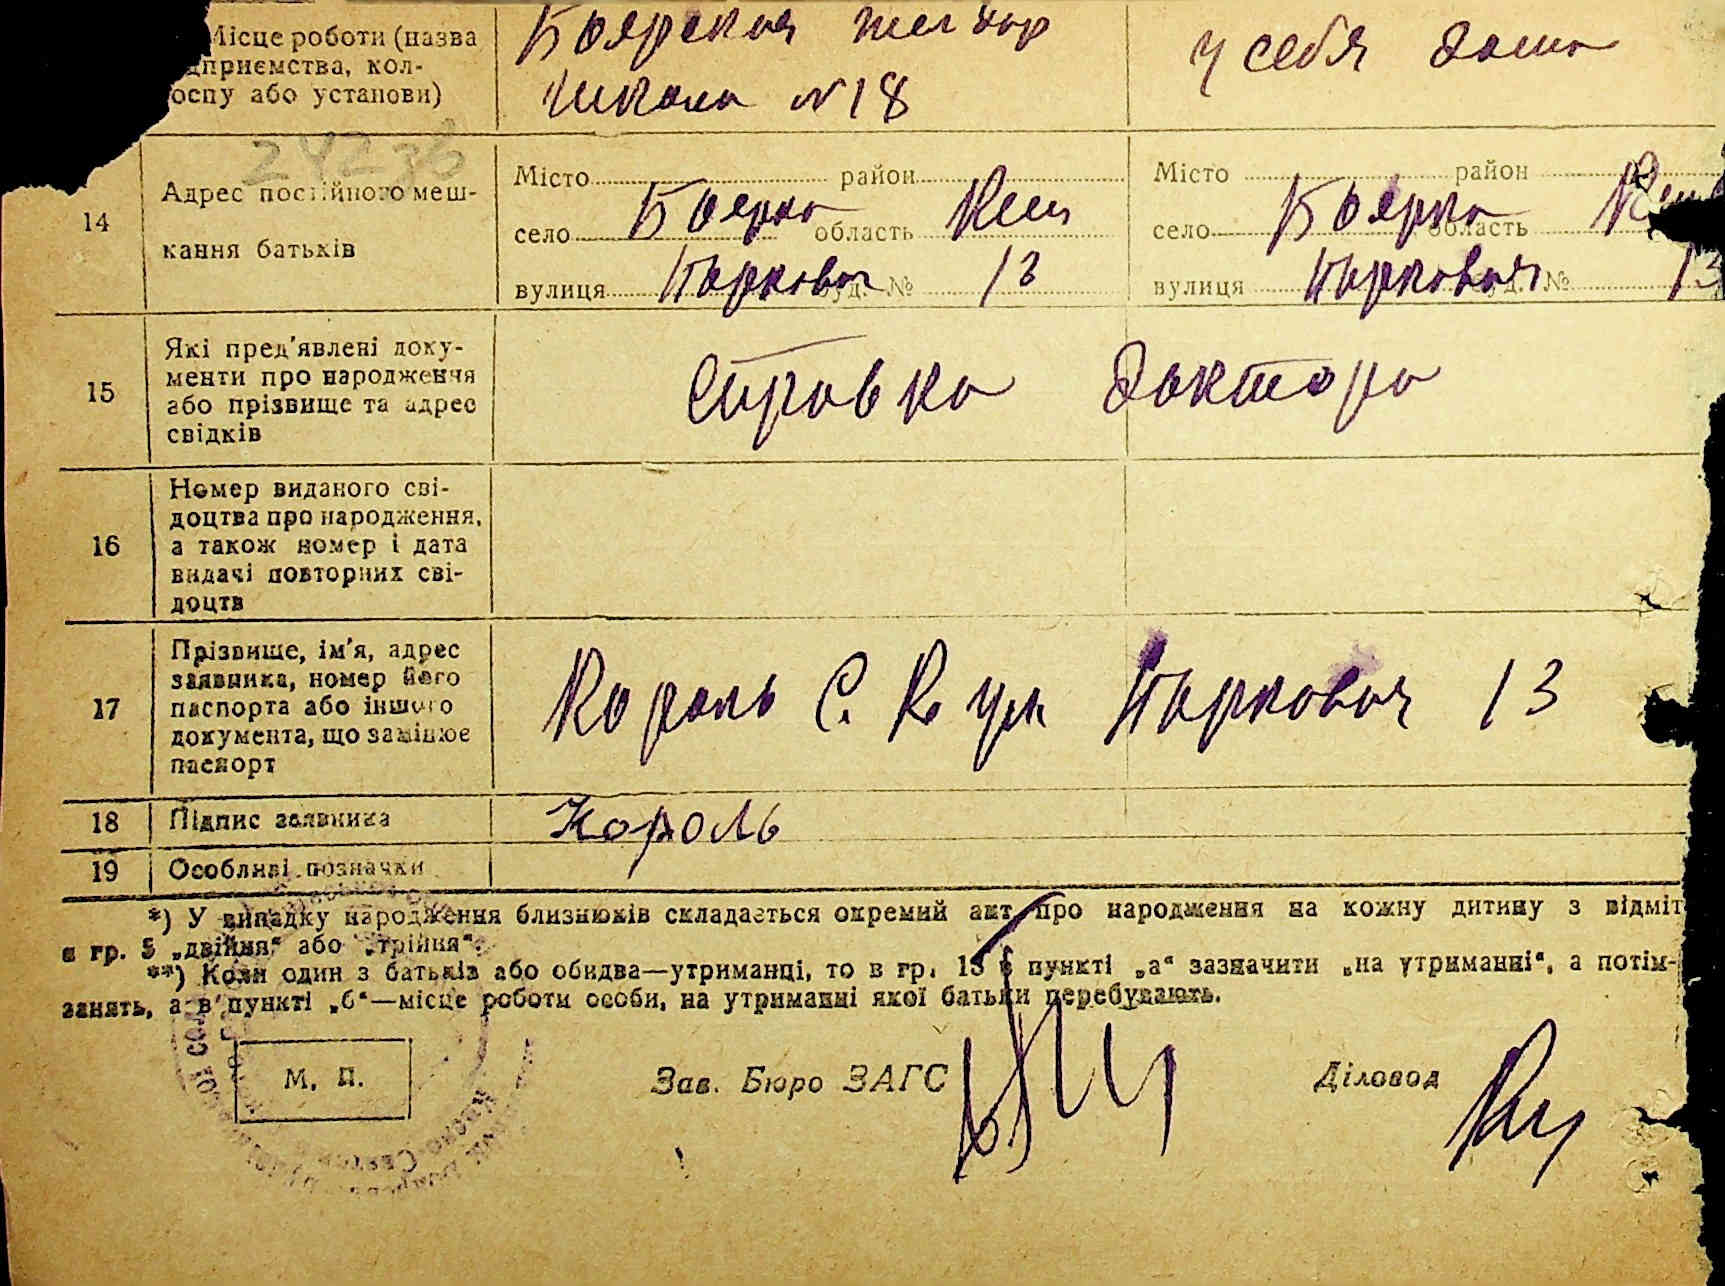 Місце роботи (назва
підприємства, кол-
госпу або установи)
Боярская жел дор
школа N 18
у себя дома
24236
14
Адрес постійного меш-
кання батьків
Місто район
село Боярка область Киев
вулиця Парковая буд. № 13
Місто район
село Боярка область
вулиця Парковая буд. № 13
15
Які пред'явлені доку-
менти про народження
або прізвище та адрес
свідків
Справка доктора
16
Номер виданого сві-
доцтва про народження,
а також номер і дата
видачі повторних сві-
доцтв
17
Прізвище, ім'я, адрес
заявника, номер його
паспорта або іншого
документа, що замінює
паспорт
Король С. К ул Парковая 13
18
Підпис заявника
Король
19
Особливі позначки
*) У випадку народження близнюків складається окремий акт про народження на кожну дитину з відміт
в гр. 5 „двійня“ або „трійня“.
**) Коли один з батьків або обидва—утриманці, то в гр. 13 в пункті „а“ зазначити „на утриманні“, а потім-
занять, а в пункті „б“—місце роботи особи, на утриманні якої батьки перебувають.
М. П.
Зав. Бюро ЗАГС
Діловод